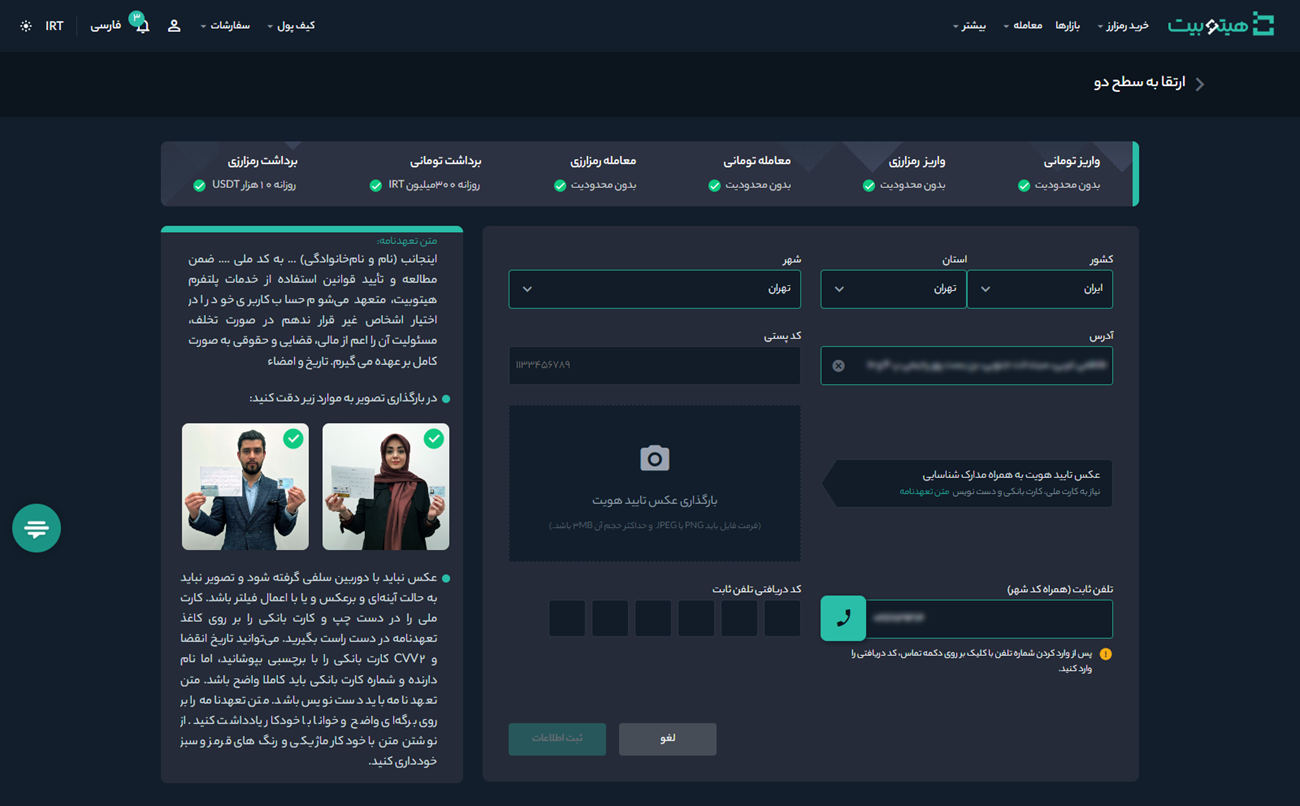 هیتوبیت
خرید رمزارز
بازارها
معامله
بیشتر
کیف پول
سفارشات
۳
فارسی
IRT
ارتقا به سطح دو
واریز تومانی
بدون محدودیت
واریز رمزارزی
بدون محدودیت
معامله تومانی
بدون محدودیت
معامله رمزارزی
بدون محدودیت
برداشت تومانی
روزانه ۳۰۰میلیون IRT
برداشت رمزارزی
روزانه ۱۰ هزار USDT
کشور
ایران
استان
تهران
شهر
تهران
آدرس
کد پستی
۱۱۳۳۴۵۶۷۸۹
عکس تایید هویت به همراه مدارک شناسایی
نیاز به کارت ملی، کارت بانکی و دست نویس متن تعهدنامه
بارگذاری عکس تایید هویت
(فرمت فایل باید PNG یا JPEG، و حداکثر حجم آن ۳MB باشد.)
تلفن ثابت (همراه کد شهر)
کد دریافتی تلفن ثابت
پس از وارد کردن شماره تلفن با کلیک بر روی دکمه تماس، کد دریافتی را
وارد کنید.
لغو
ثبت اطلاعات
متن تعهدنامه:
اینجانب (نام و نام‌خانوادگی) ... به کد ملی .... ضمن
مطالعه و تأیید قوانین استفاده از خدمات پلتفرم
هیتوبیت، متعهد می‌شوم حساب کاربری خود را در
اختیار اشخاص غیر قرار ندهم در صورت تخلف،
مسئولیت آن را اعم از مالی، قضایی و حقوقی به صورت
کامل بر عهده می گیرم. تاریخ و امضاء
در بارگذاری تصویر به موارد زیر دقت کنید:
عکس نباید با دوربین سلفی گرفته شود و تصویر نباید
به حالت آینه‌ای و برعکس و یا با اعمال فیلتر باشد. کارت
ملی را در دست چپ و کارت بانکی را بر روی کاغذ
تعهدنامه در دست راست بگیرید. می‌توانید تاریخ انقضا
و CVV۲ کارت بانکی را با برچسبی بپوشانید، اما نام
دارنده و شماره کارت بانکی باید کاملا واضح باشد. متن
تعهدنامه باید دست نویس باشد. متن تعهدنامه را بر
روی برگه‌ای واضح و خوانا با خودکار یادداشت کنید. از
نوشتن متن با خودکار ماژیکی و رنگ های قرمز و سبز
خودداری کنید.